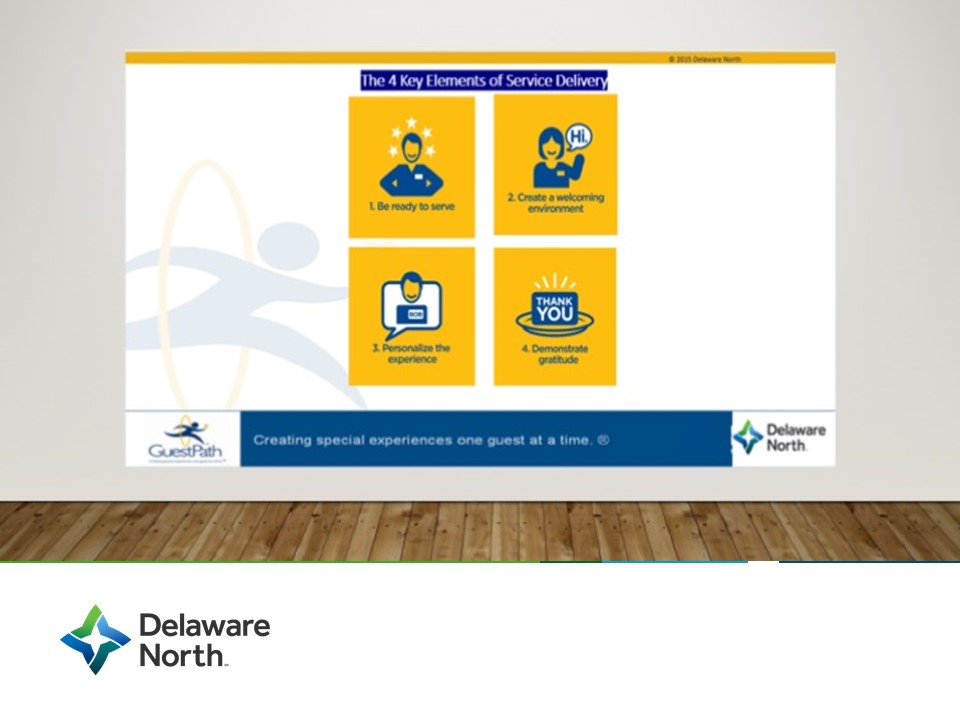 © 2015 Delaware North
The 4 Key Elements of Service Delivery
1. Be ready to serve
Hi,
2. Create a welcoming
environment
BOB
3. Personalize the
experience
THANK
YOU
4. Demonstrate
gratitude
GuestPath
Creating special experiences one guest at a time. ®
Delaware
North
Delaware
North